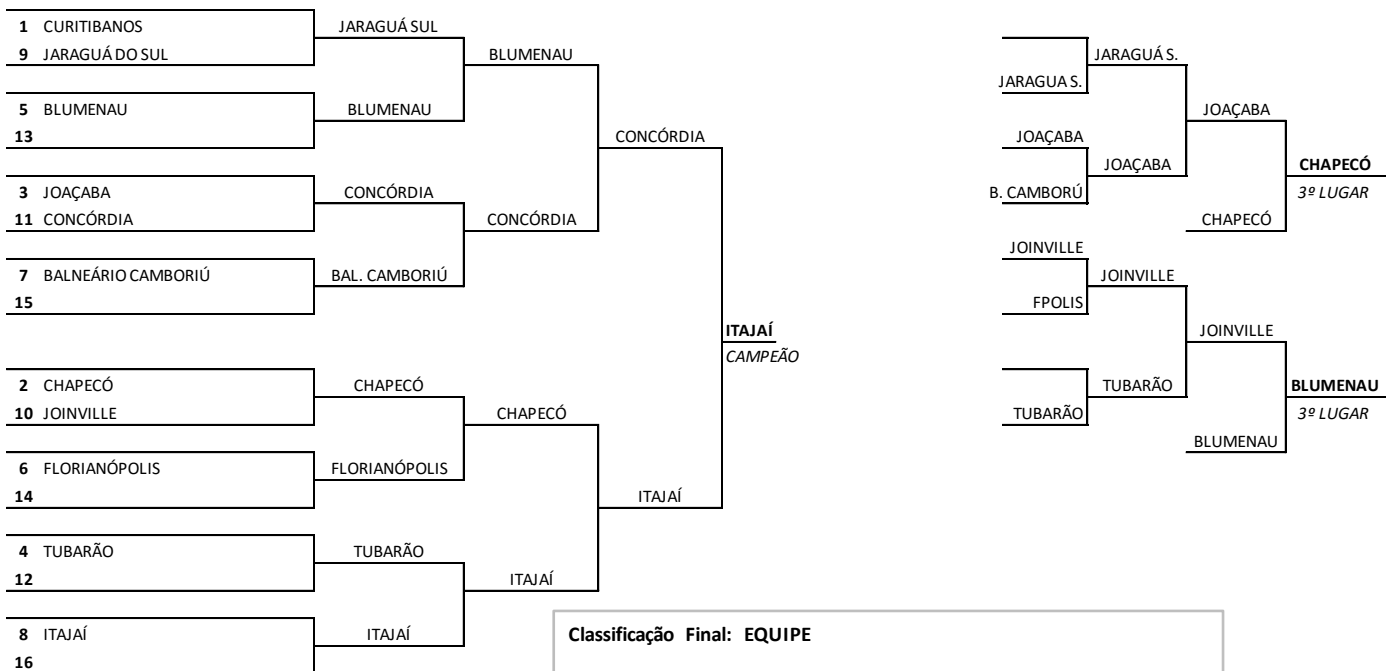 1 CURITIBANOS
JARAGUÁ SUL
9 JARAGUÁ DO SUL
BLUMENAU
5 BLUMENAU
BLUMENAU
13
CONCÓRDIA
3 JOAÇABA
CONCÓRDIA
11 CONCÓRDIA
CONCÓRDIA
7 BALNEÁRIO CAMBORIÚ
BAL. CAMBORIÚ
15
ITAJAÍ
CAMPEÃO
2 CHAPECÓ
CHAPECÓ
10 JOINVILLE
CHAPECÓ
6 FLORIANÓPOLIS
FLORIANÓPOLIS
14
ITAJAÍ
4 TUBARÃO
TUBARÃO
12
ITAJAÍ
8 ITAJAÍ
ITAJAÍ
16
JARAGUÁ S.
JARAGUA S.
JOAÇABA
JOAÇABA
JOAÇABA
CHAPECÓ
B. CAMBORÚ
3º LUGAR
CHAPECÓ
JOINVILLE
JOINVILLE
FPOLIS
JOINVILLE
TUBARÃO
BLUMENAU
TUBARÃO
3º LUGAR
BLUMENAU
Classificação Final: EQUIPE